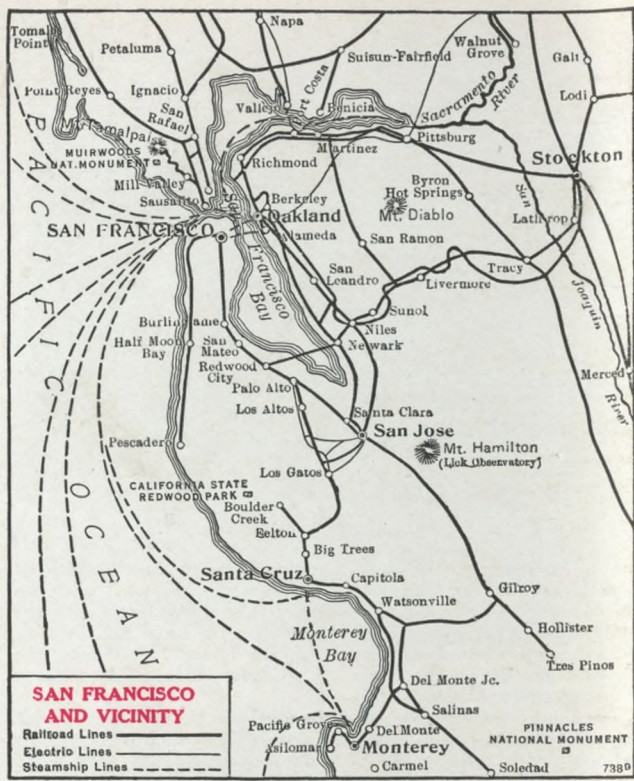 Tomales
Point
Napa
Petaluma
Suisun-Fairfield
Walnut
Grove
Galt
Point Reyes
Ignacio
Lodi
San
Rafael
Vallejo
Port Costa
Benicia
Sacramento
River
Mt. Tamalpais
MUIRWOODS
NAT. MONUMENT
Martinez
Pittsburg
Richmond
Stockton
Mill Valley
Sausalito
Berkeley
Oakland
Byron
Hot Springs
Mt. Diablo
San
Joaquin
River
Lathrop
SAN FRANCISCO
Alameda
San Ramon
San Francisco
Bay
San
Leandro
Livermore
Tracy
PACIFIC
OCEAN
Burlingame
Sunol
Niles
Half Moon
Bay
San
Mateo
Newark
Redwood
City
Merced
Palo Alto
Los Altos
Santa Clara
San Jose
Pescadero
Mt. Hamilton
(Lick Observatory)
Los Gatos
CALIFORNIA STATE
REDWOOD PARK
Boulder
Creek
Felton
Big Trees
Santa Cruz
Capitola
Gilroy
Watsonville
Hollister
Monterey
Bay
Tres Pinos
Del Monte Jc.
SAN FRANCISCO
AND VICINITY
Railroad Lines
Electric Lines
Steamship Lines
Salinas
Pacific Grove
Del Monte
PINNACLES
NATIONAL MONUMENT
Asilomar
Monterey
Carmel
Soledad
738D